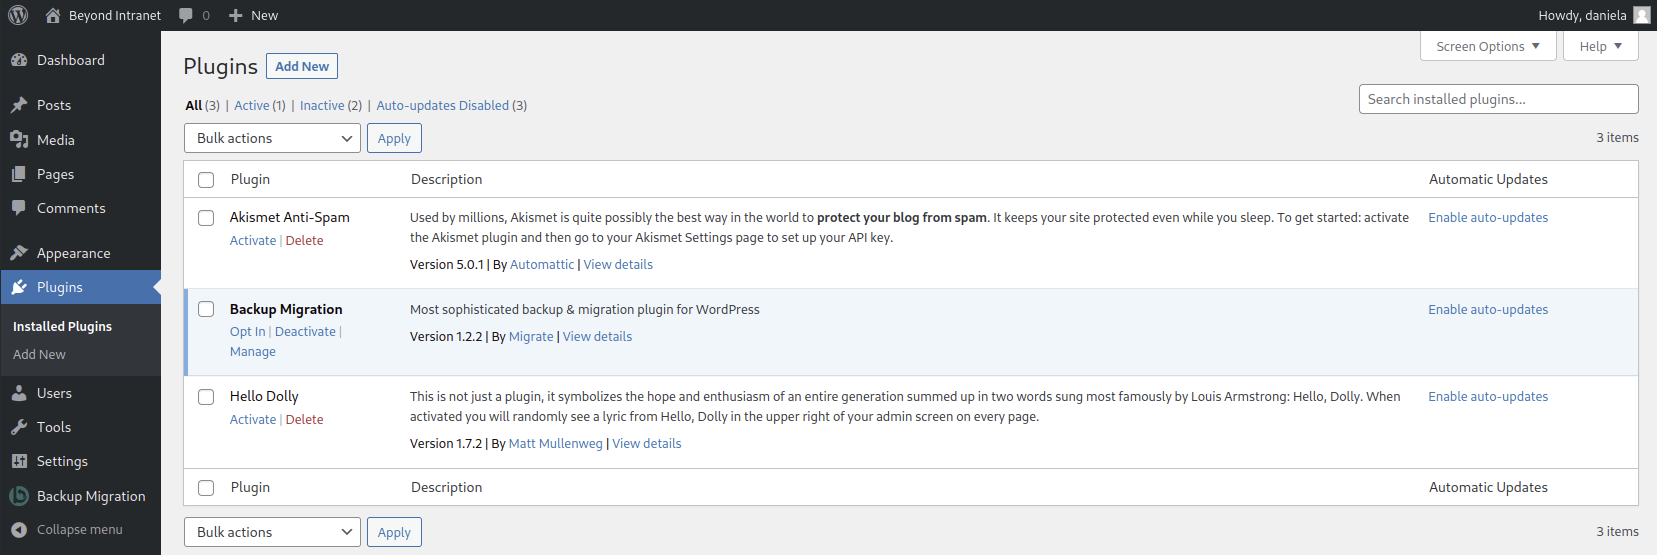 Beyond Intranet 0 New Howdy, daniela
Screen Options Help
Dashboard
Posts
Media
Pages
Comments
Appearance
Plugins
Installed Plugins
Add New
Users
Tools
Settings
Backup Migration
Collapse menu
Plugins Add New
All (3) | Active (1) | Inactive (2) | Auto-updates Disabled (3)
Search installed plugins...
Bulk actions Apply
3 items
Plugin Description Automatic Updates
Akismet Anti-Spam
Activate | Delete
Used by millions, Akismet is quite possibly the best way in the world to protect your blog from spam. It keeps your site protected even while you sleep. To get started: activate
the Akismet plugin and then go to your Akismet Settings page to set up your API key.
Version 5.0.1 | By Automattic | View details
Enable auto-updates
Backup Migration
Opt In | Deactivate |
Manage
Most sophisticated backup & migration plugin for WordPress
Version 1.2.2 | By Migrate | View details
Enable auto-updates
Hello Dolly
Activate | Delete
This is not just a plugin, it symbolizes the hope and enthusiasm of an entire generation summed up in two words sung most famously by Louis Armstrong: Hello, Dolly. When
activated you will randomly see a lyric from Hello, Dolly in the upper right of your admin screen on every page.
Version 1.7.2 | By Matt Mullenweg | View details
Enable auto-updates
Plugin Description Automatic Updates
Bulk actions Apply
3 items